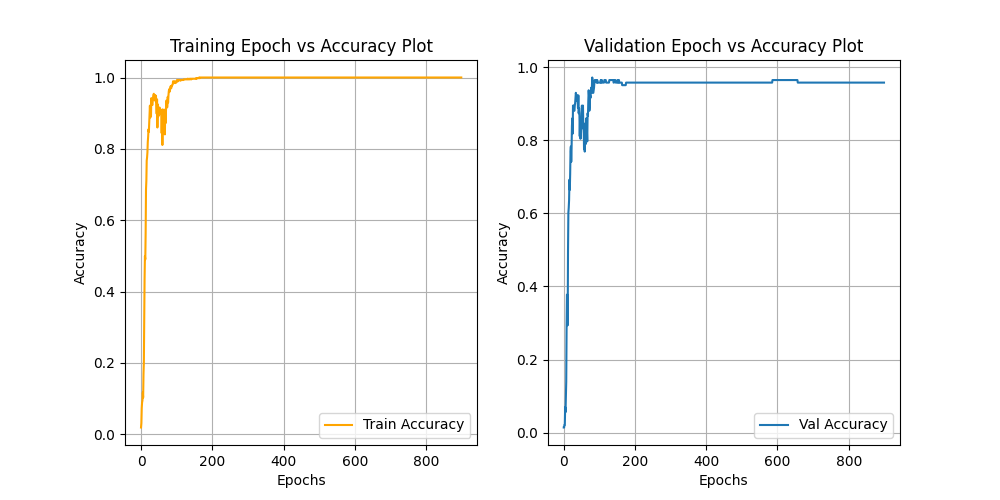 Training Epoch vs Accuracy Plot
1.0
0.8
0.6
0.4
0.2
0.0
Accuracy
0
200
400
600
800
Epochs
Train Accuracy
Validation Epoch vs Accuracy Plot
1.0
0.8
0.6
0.4
0.2
0.0
Accuracy
0
200
400
600
800
Epochs
Val Accuracy